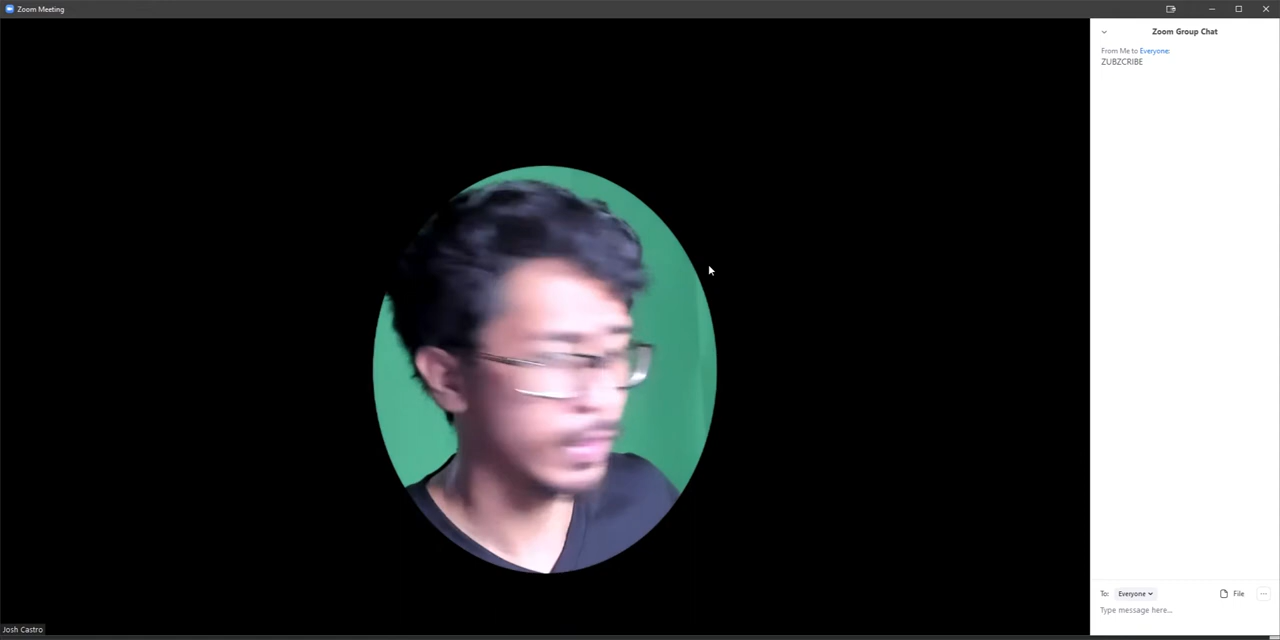 Zoom Meeting
Zoom Group Chat
From Me to Everyone:
ZUBZCRIBE
To: Everyone File
Type message here...
Josh Castro